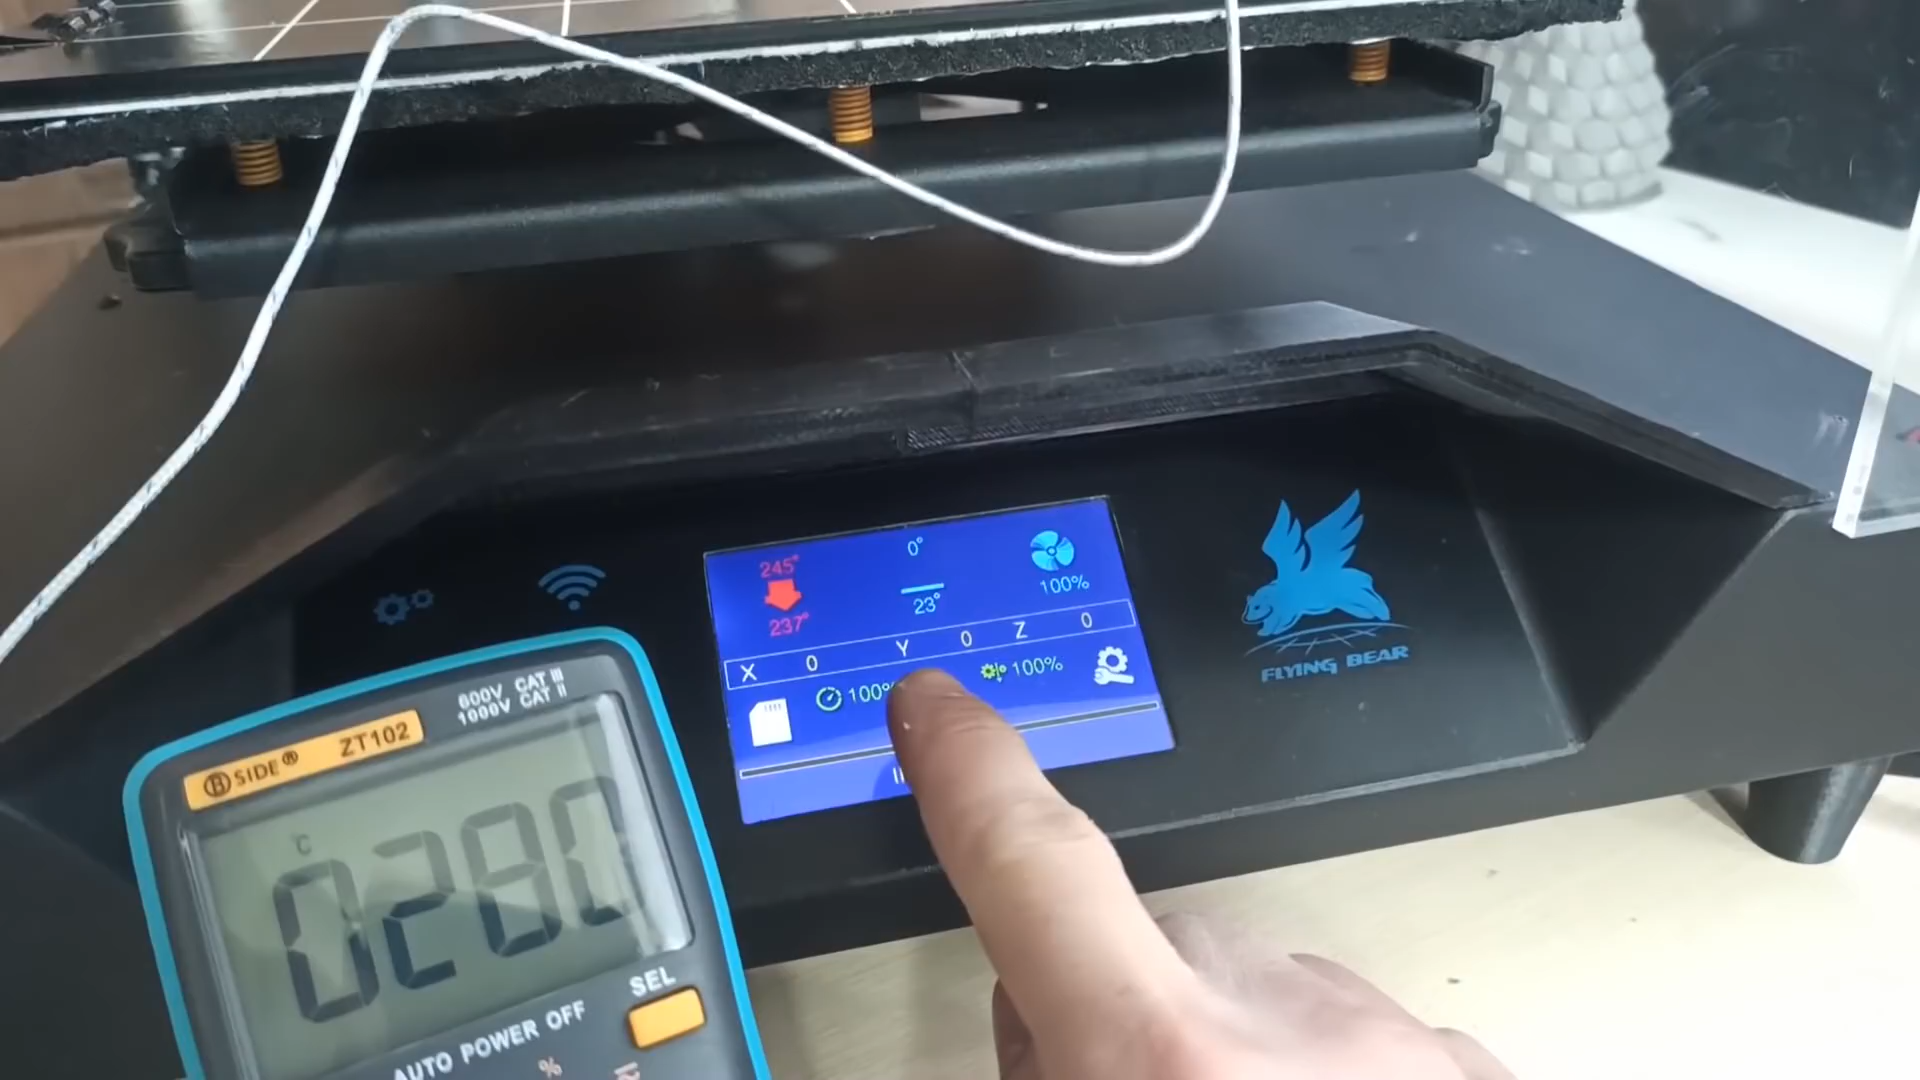 245°
0°
237°
23°
100%
X 0 Y 0 Z 0
100%
100%
FLYING BEAR
600V CAT III
1000V CAT II
BSIDE® ZT102
°C
0280
SEL
AUTO POWER OFF
%